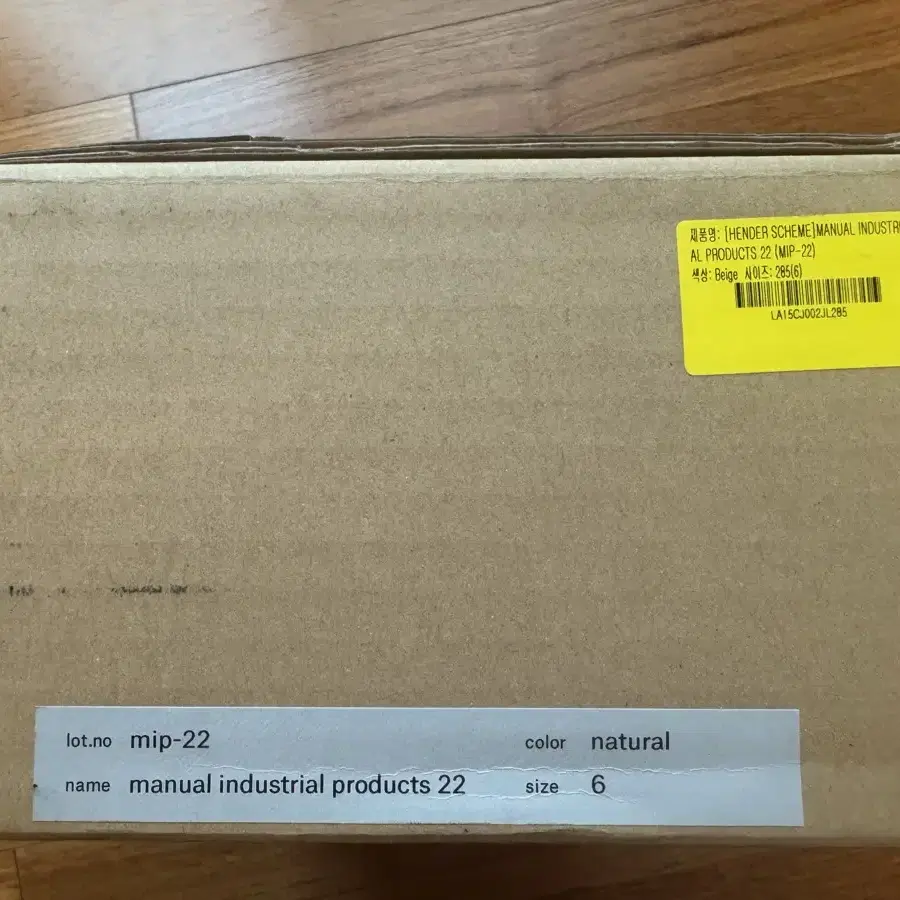 제품명: [HENDER SCHEME]MANUAL INDUSTRI
AL PRODUCTS 22 (MIP-22)
색상: Beige 사이즈: 285(6)
LA15CJ002JL285
lot.no mip-22 color natural
name manual industrial products 22 size 6